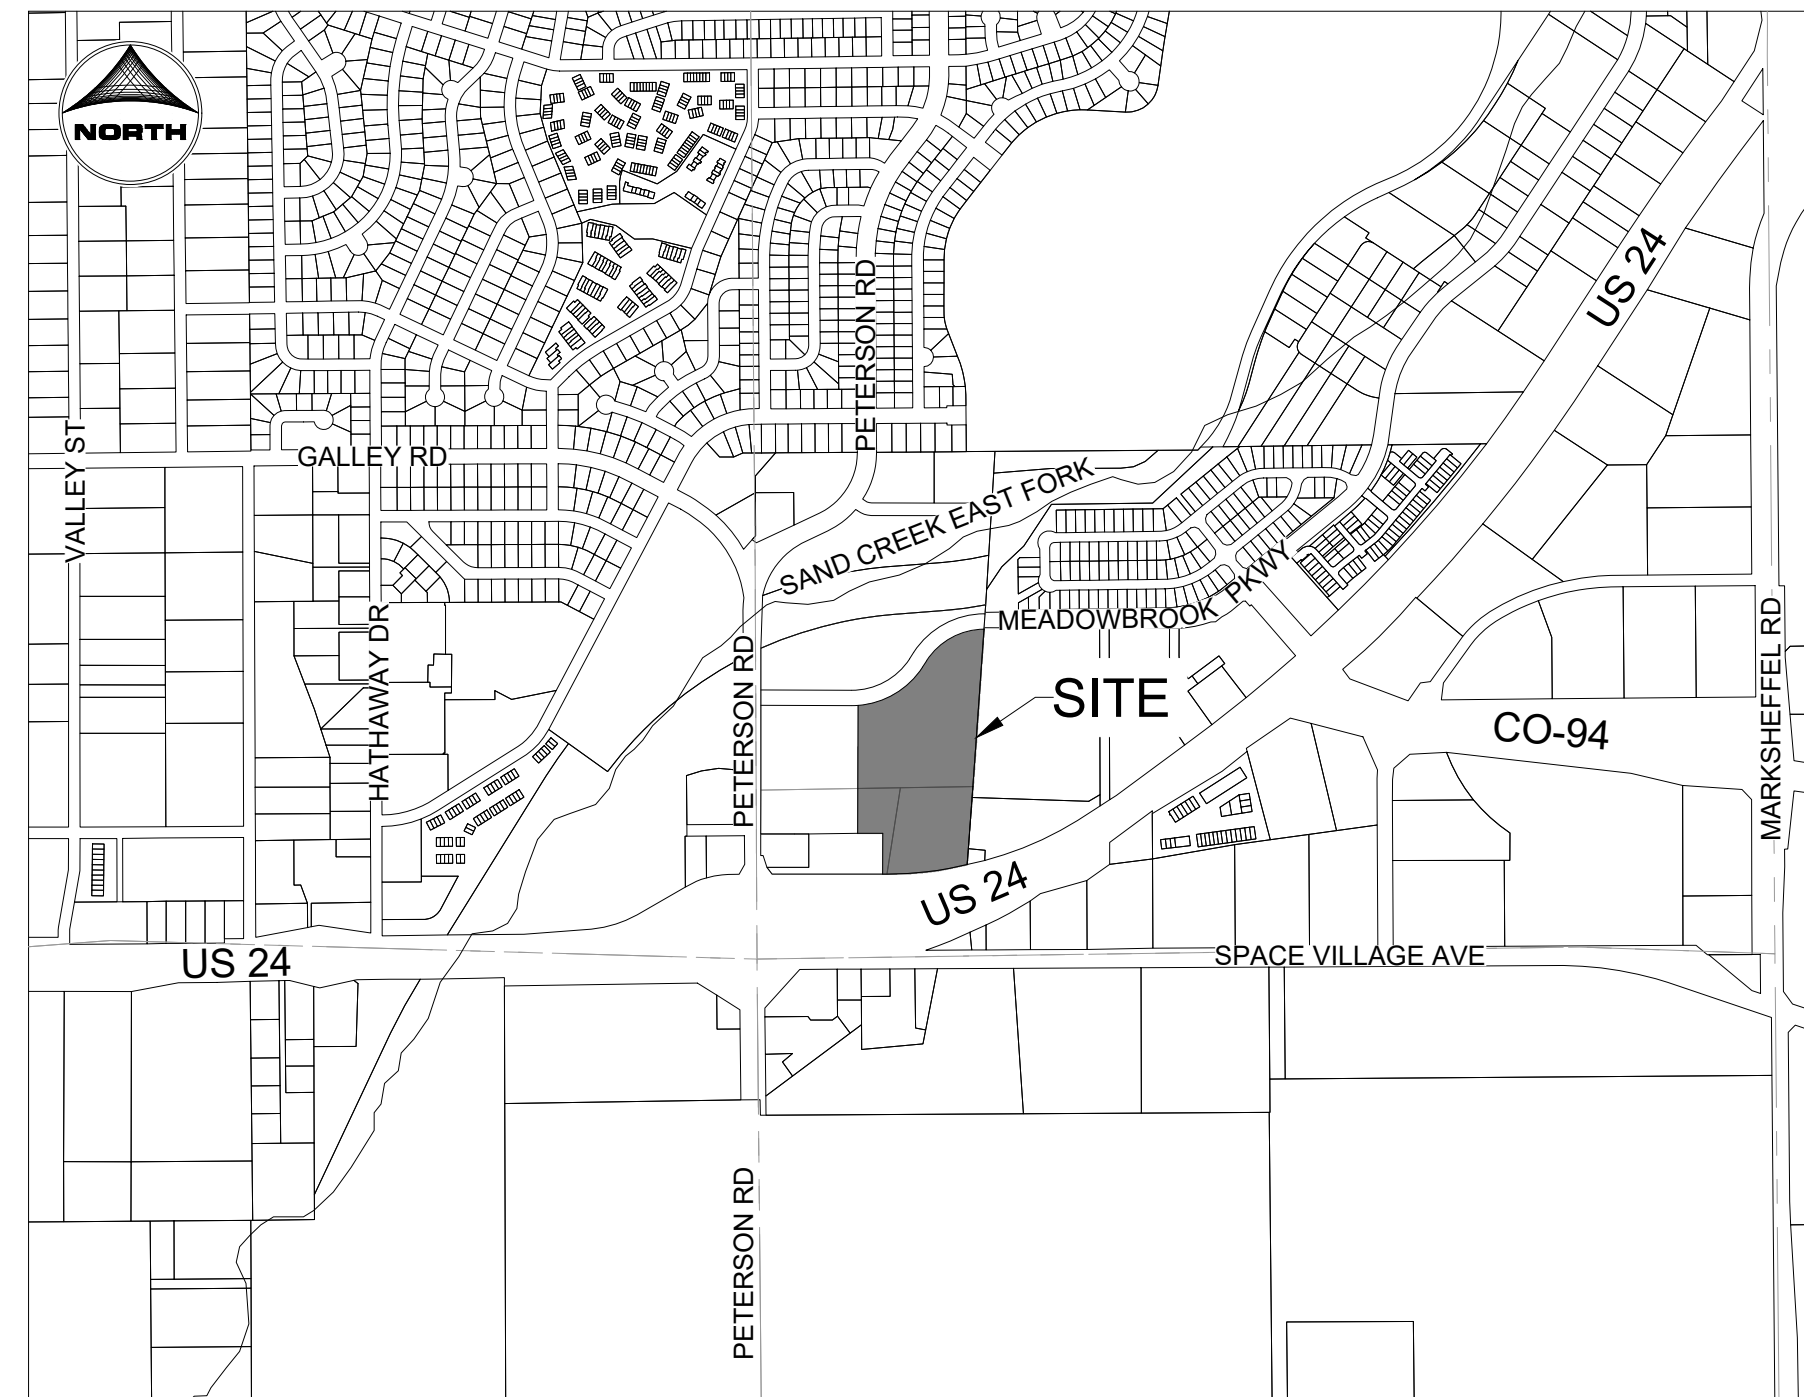 NORTH
US 24
PETERSON RD
VALLEY ST
GALLEY RD
SAND CREEK EAST FORK
MEADOWBROOK PKWY
HATHAWAY DR
PETERSON RD
SITE
CO-94
MARKSHEFFEL RD
US 24
US 24
SPACE VILLAGE AVE
PETERSON RD